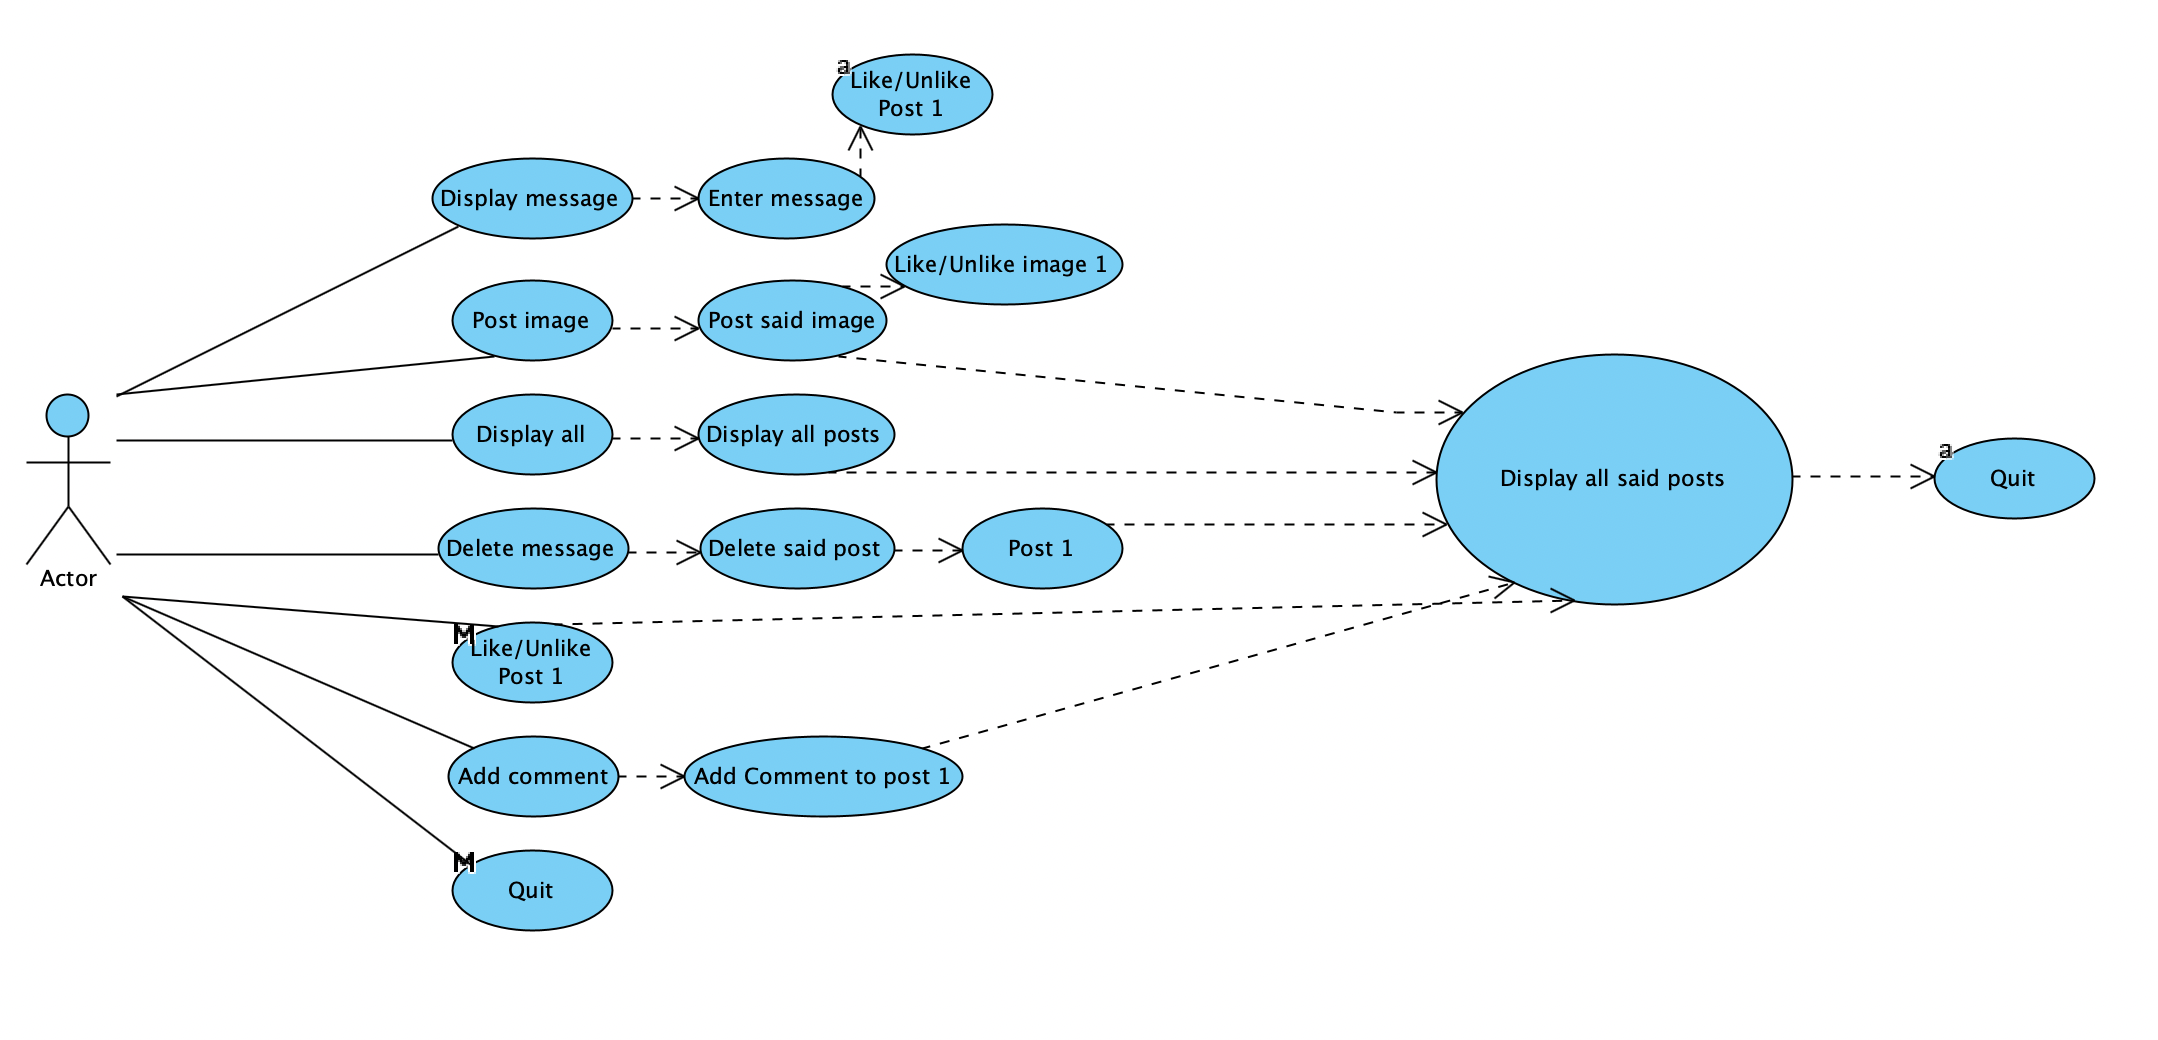 a
Like/Unlike
Post 1
Display message
Enter message
Like/Unlike image 1
Post image
Post said image
Display all
Display all posts
Display all said posts
a
Quit
Delete message
Delete said post
Post 1
Actor
M
Like/Unlike
Post 1
Add comment
Add Comment to post 1
M
Quit